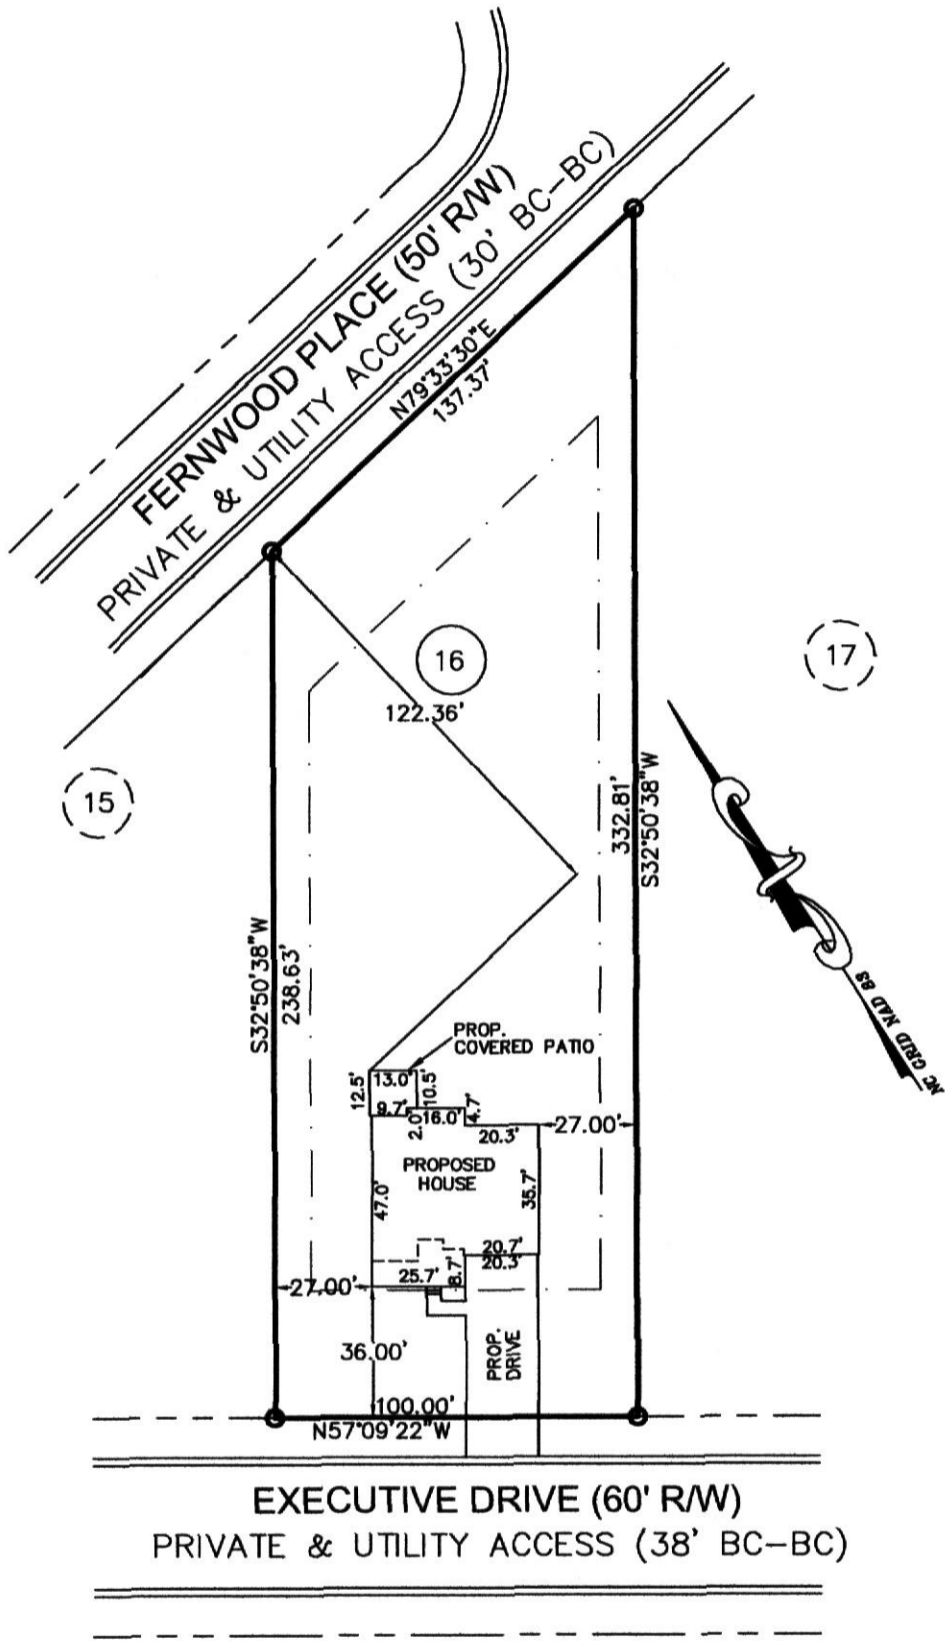 FERNWOOD PLACE (50' R/W)
PRIVATE & UTILITY ACCESS (30' BC-BC)
N79°33'30"E
137.37'
16
17
122.36'
15
332.81'
S32°50'38"W
S32°50'38"W
238.63'
NC GRID NAD 83
PROP.
COVERED PATIO
12.5'
13.0'
10.5'
9.7'
2.0'
16.0'
4.7'
20.3'
27.00'
PROPOSED
HOUSE
47.0'
35.7'
20.7'
20.3'
25.7'
8.7'
27.00'
36.00'
PROP.
DRIVE
100.00'
N57°09'22"W
EXECUTIVE DRIVE (60' R/W)
PRIVATE & UTILITY ACCESS (38' BC-BC)